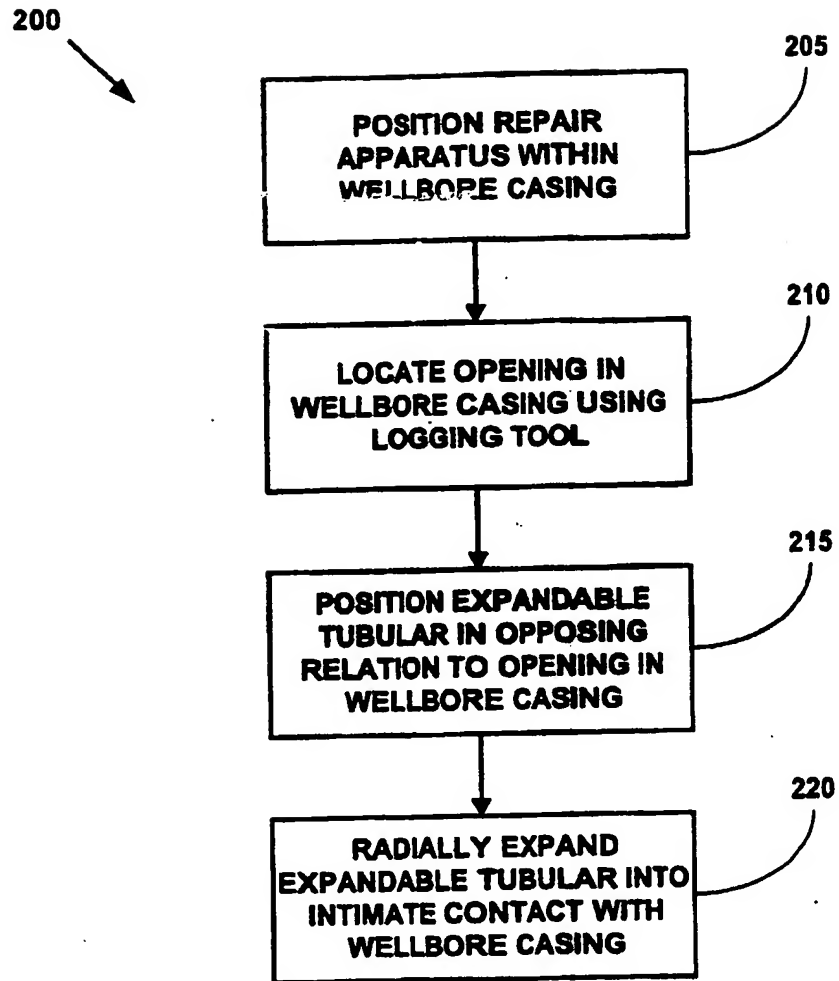 200
205
POSITION REPAIR
APPARATUS WITHIN
WELLBORE CASING
210
LOCATE OPENING IN
WELLBORE CASING USING
LOGGING TOOL
215
POSITION EXPANDABLE
TUBULAR IN OPPOSING
RELATION TO OPENING IN
WELLBORE CASING
220
RADIALLY EXPAND
EXPANDABLE TUBULAR INTO
INTIMATE CONTACT WITH
WELLBORE CASING